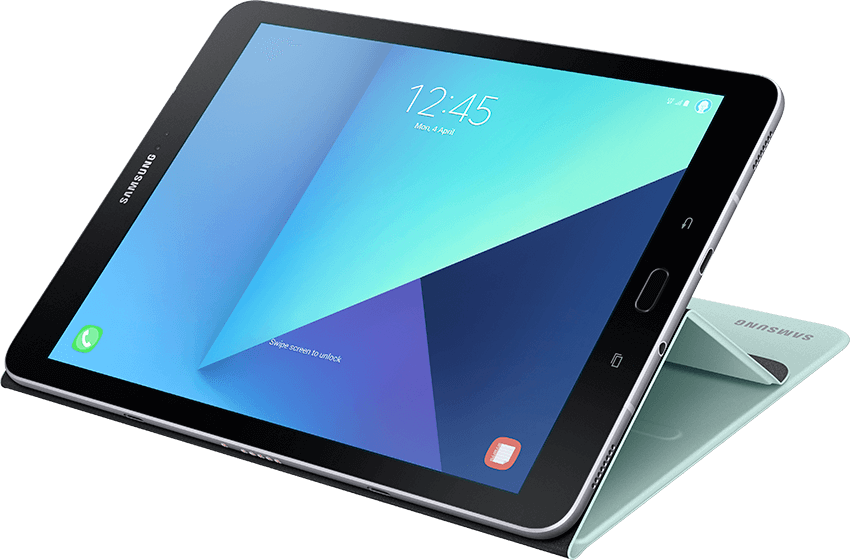 SAMSUNG
12:45
Mon, 4 April
Swipe screen to unlock
SAMSUNG